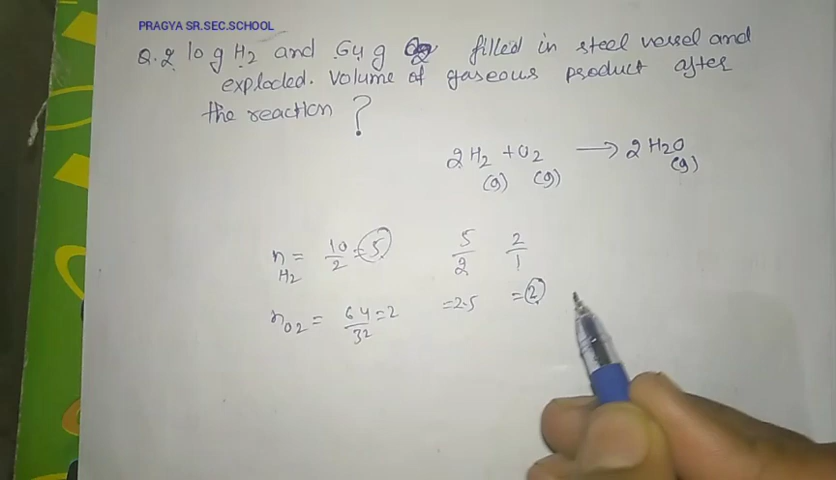 PRAGYA SR.SEC.SCHOOL
Q.2 10 g H2 and 64 g O2 filled in steel vessel and
exploded. Volume of gaseous product after
the reaction ?
2H2 + O2 → 2H2O
(g) (g) (g)
nH2 = 10/2 = 5 5/2 2/1
nO2 = 64/32 = 2 = 2.5 = 2